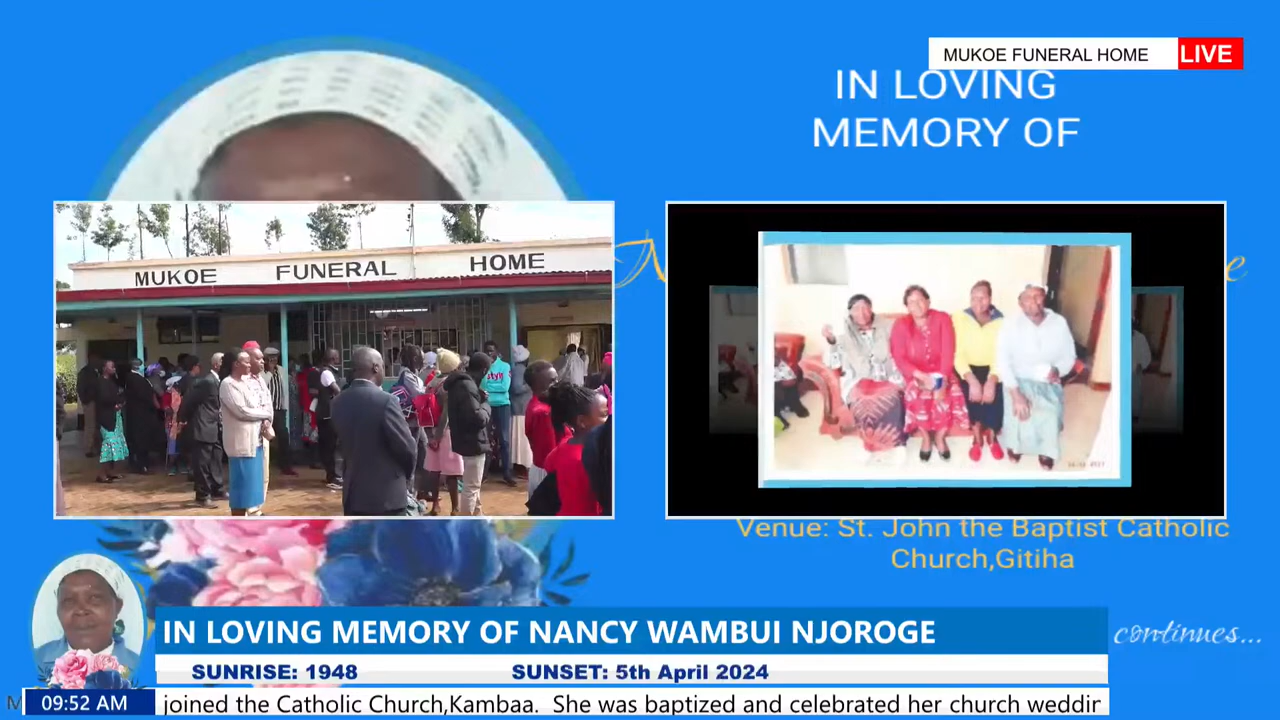 MUKOE FUNERAL HOME LIVE
IN LOVING
MEMORY OF
MUKOE FUNERAL HOME
Venue: St. John the Baptist Catholic
Church,Gitiha
IN LOVING MEMORY OF NANCY WAMBUI NJOROGE
continues...
SUNRISE: 1948 SUNSET: 5th April 2024
09:52 AM joined the Catholic Church,Kambaa. She was baptized and celebrated her church weddin